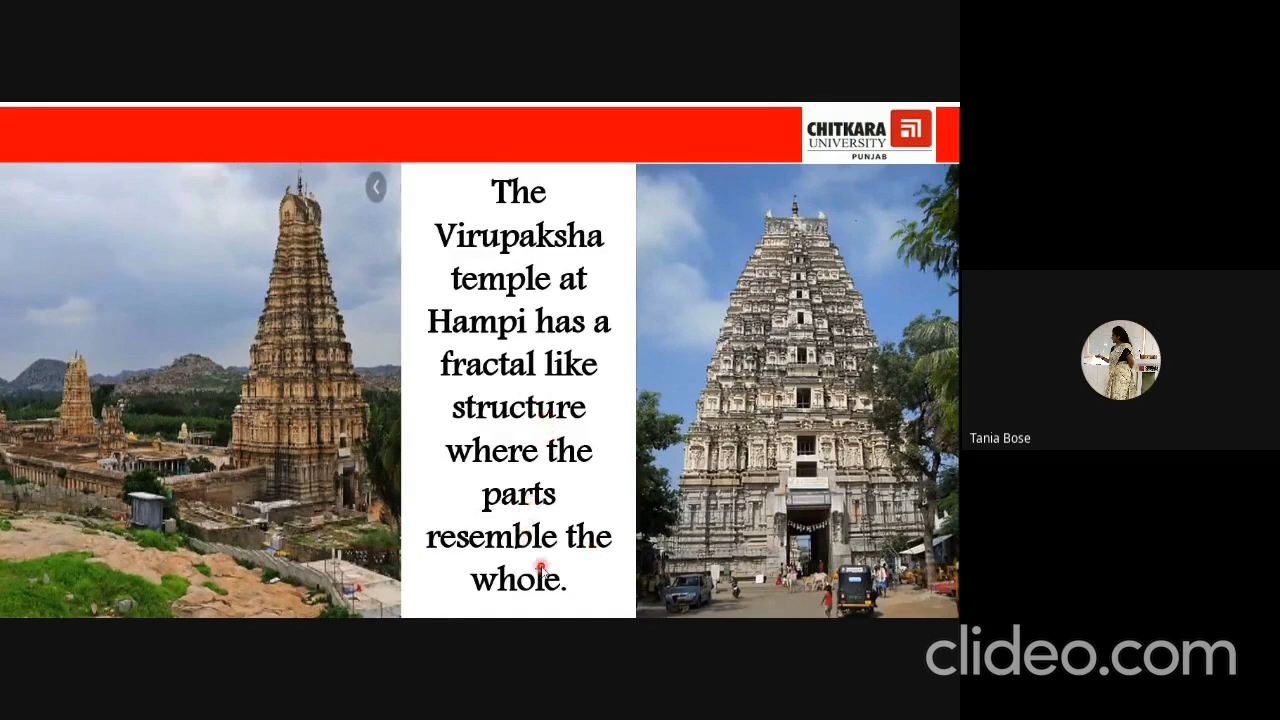 CHITKARA
UNIVERSITY
PUNJAB
The
Virupaksha
temple at
Hampi has a
fractal like
structure
where the
parts
resemble the
whole.
Tania Bose
clideo.com